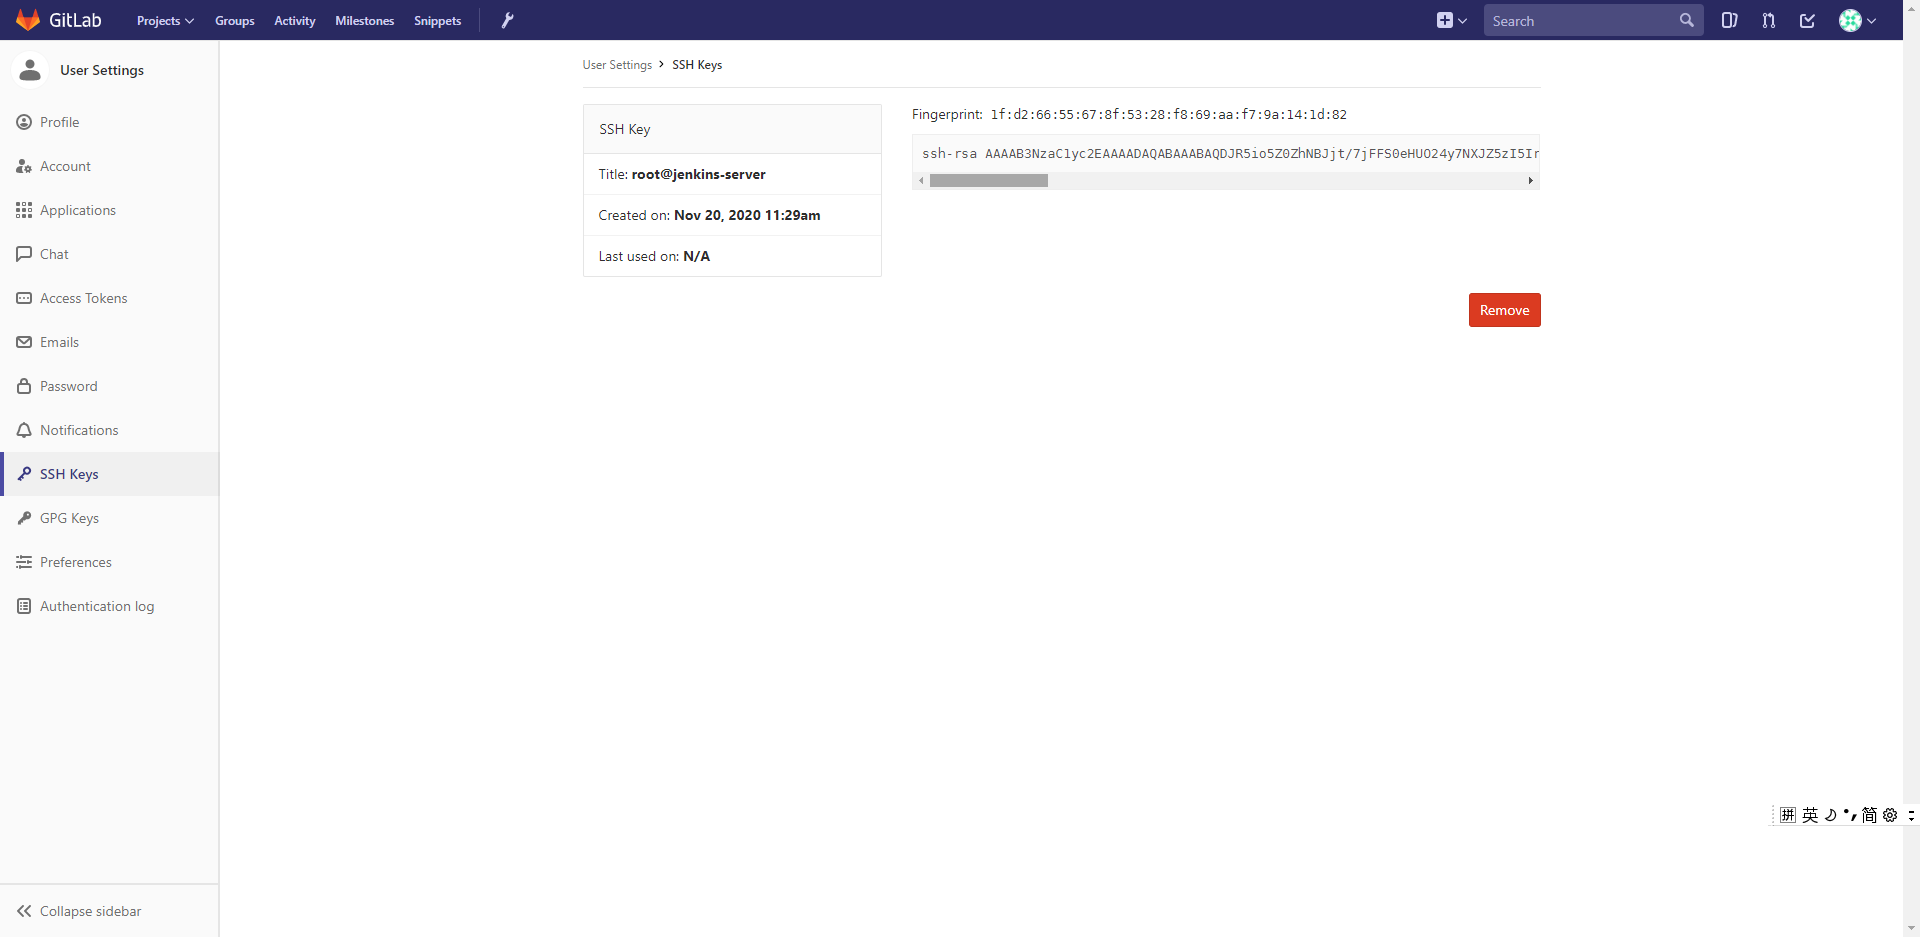 GitLab Projects Groups Activity Milestones Snippets Search
User Settings
Profile
Account
Applications
Chat
Access Tokens
Emails
Password
Notifications
SSH Keys
GPG Keys
Preferences
Authentication log
Collapse sidebar
User Settings > SSH Keys
SSH Key
Title: root@jenkins-server
Created on: Nov 20, 2020 11:29am
Last used on: N/A
Fingerprint: 1f:d2:66:55:67:8f:53:28:f8:69:aa:f7:9a:14:1d:82
ssh-rsa AAAAB3NzaC1yc2EAAAADAQABAAABAQDJR5io5Z0ZhNBJjt/7jFFS0eHUO24y7NXJZ5zI5Ir
Remove
拼 英 简